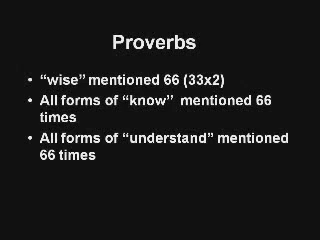 Proverbs
• “wise” mentioned 66 (33x2)
• All forms of “know” mentioned 66
times
• All forms of “understand” mentioned
66 times